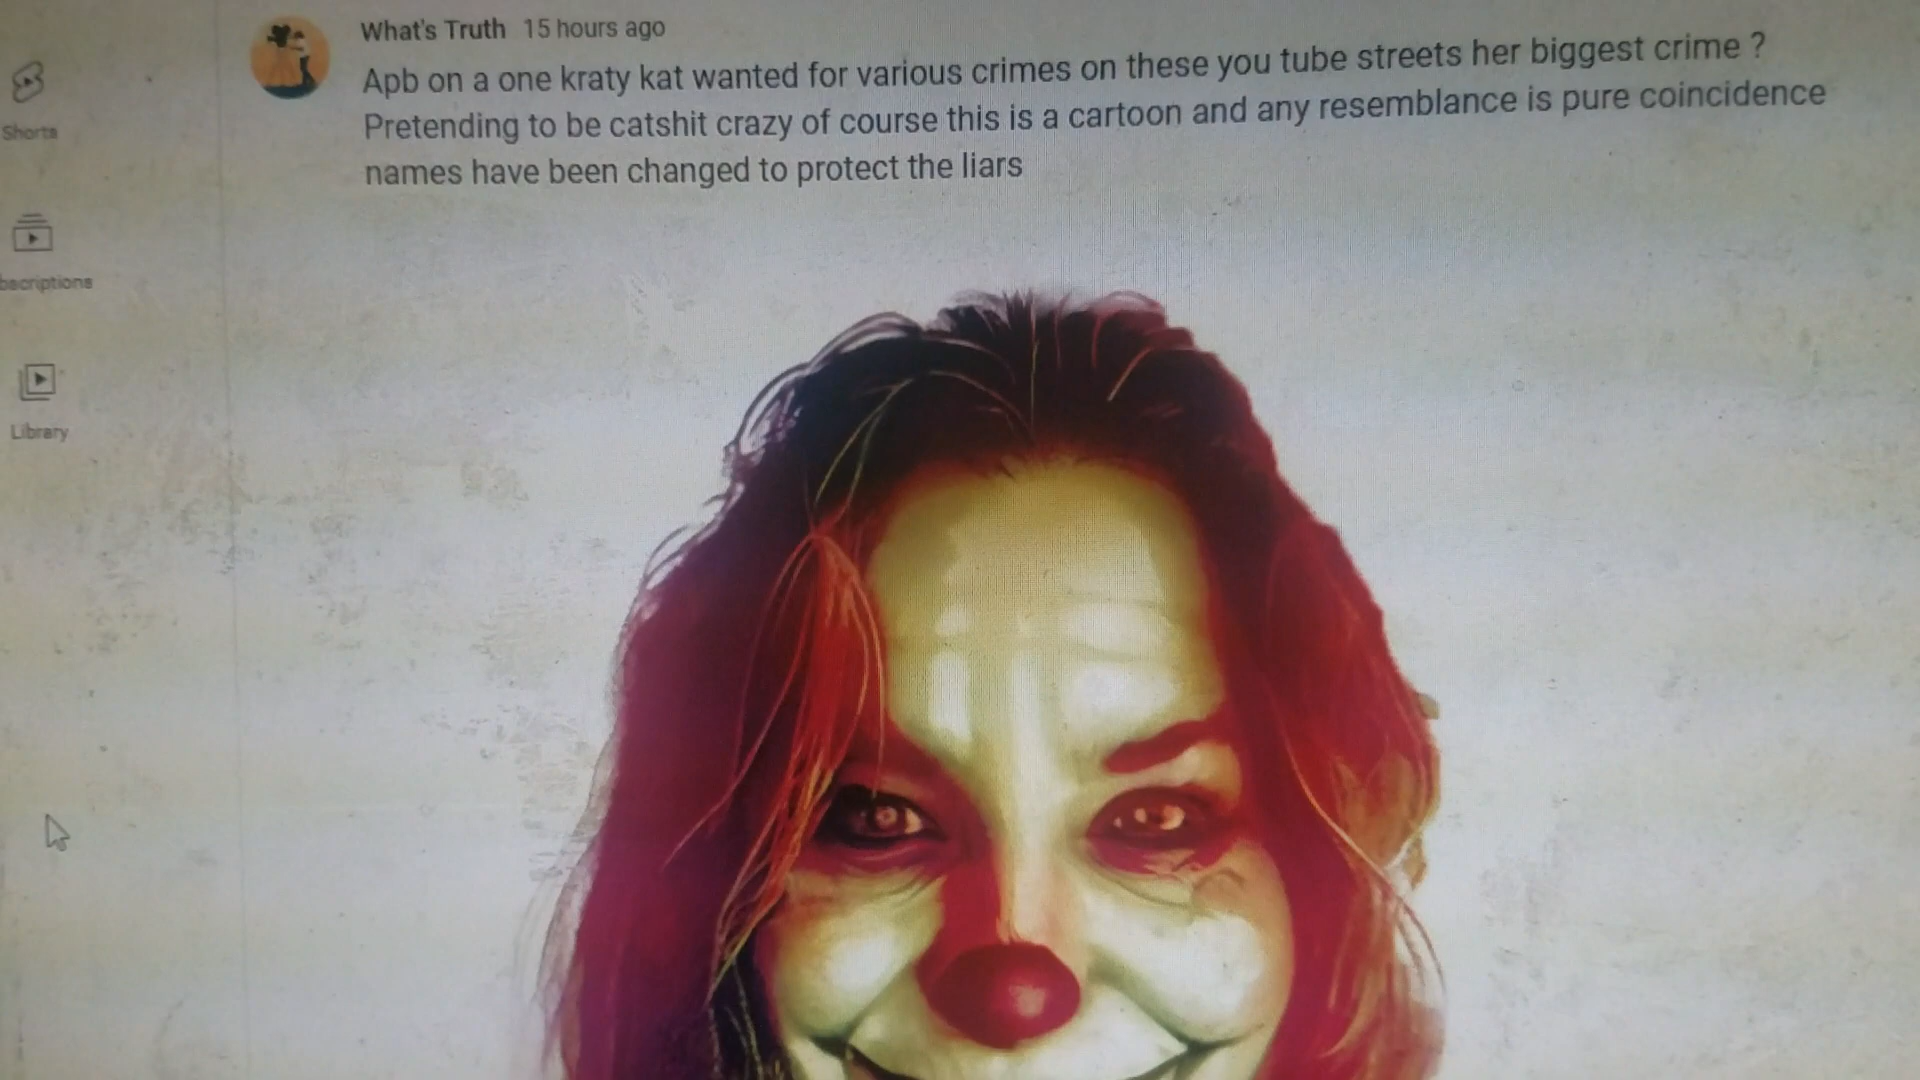 What's Truth 15 hours ago
Apb on a one kraty kat wanted for various crimes on these you tube streets her biggest crime ?
Pretending to be catshit crazy of course this is a cartoon and any resemblance is pure coincidence
names have been changed to protect the liars
Shorts
bscriptions
Library